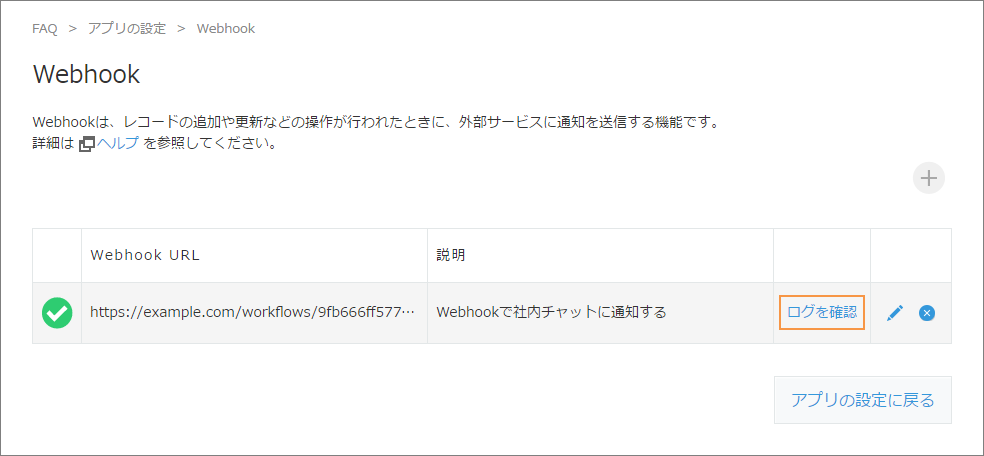 FAQ > アプリの設定 > Webhook
Webhook
Webhookは、レコードの追加や更新などの操作が行われたときに、外部サービスに通知を送信する機能です。
詳細は ヘルプ を参照してください。
Webhook URL 説明
https://example.com/workflows/9fb666ff577… Webhookで社内チャットに通知する ログを確認
アプリの設定に戻る